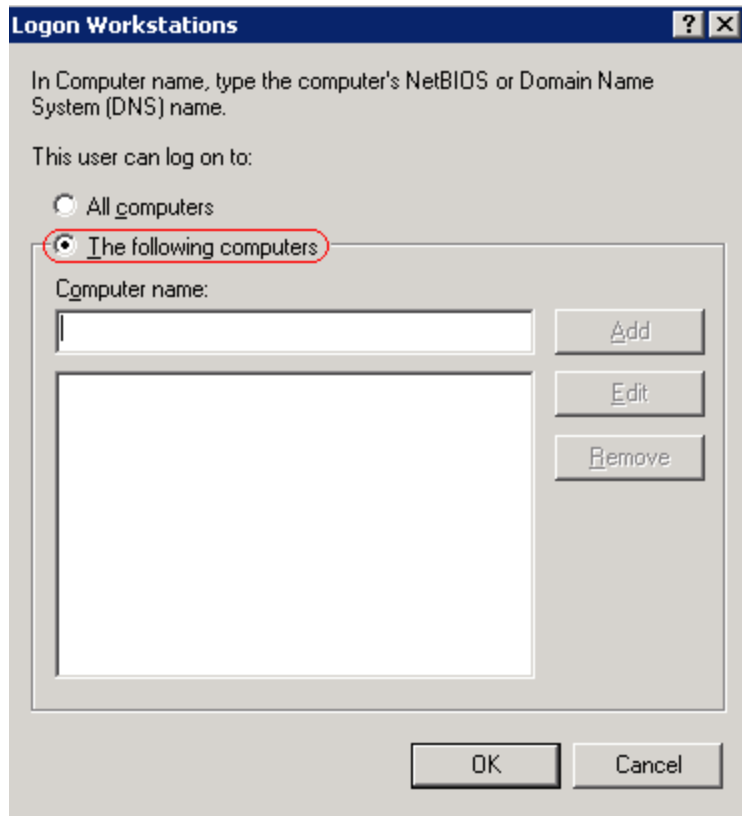 Logon Workstations
In Computer name, type the computer's NetBIOS or Domain Name
System (DNS) name.
This user can log on to:
All computers
The following computers
Computer name:
Add
Edit
Remove
OK
Cancel